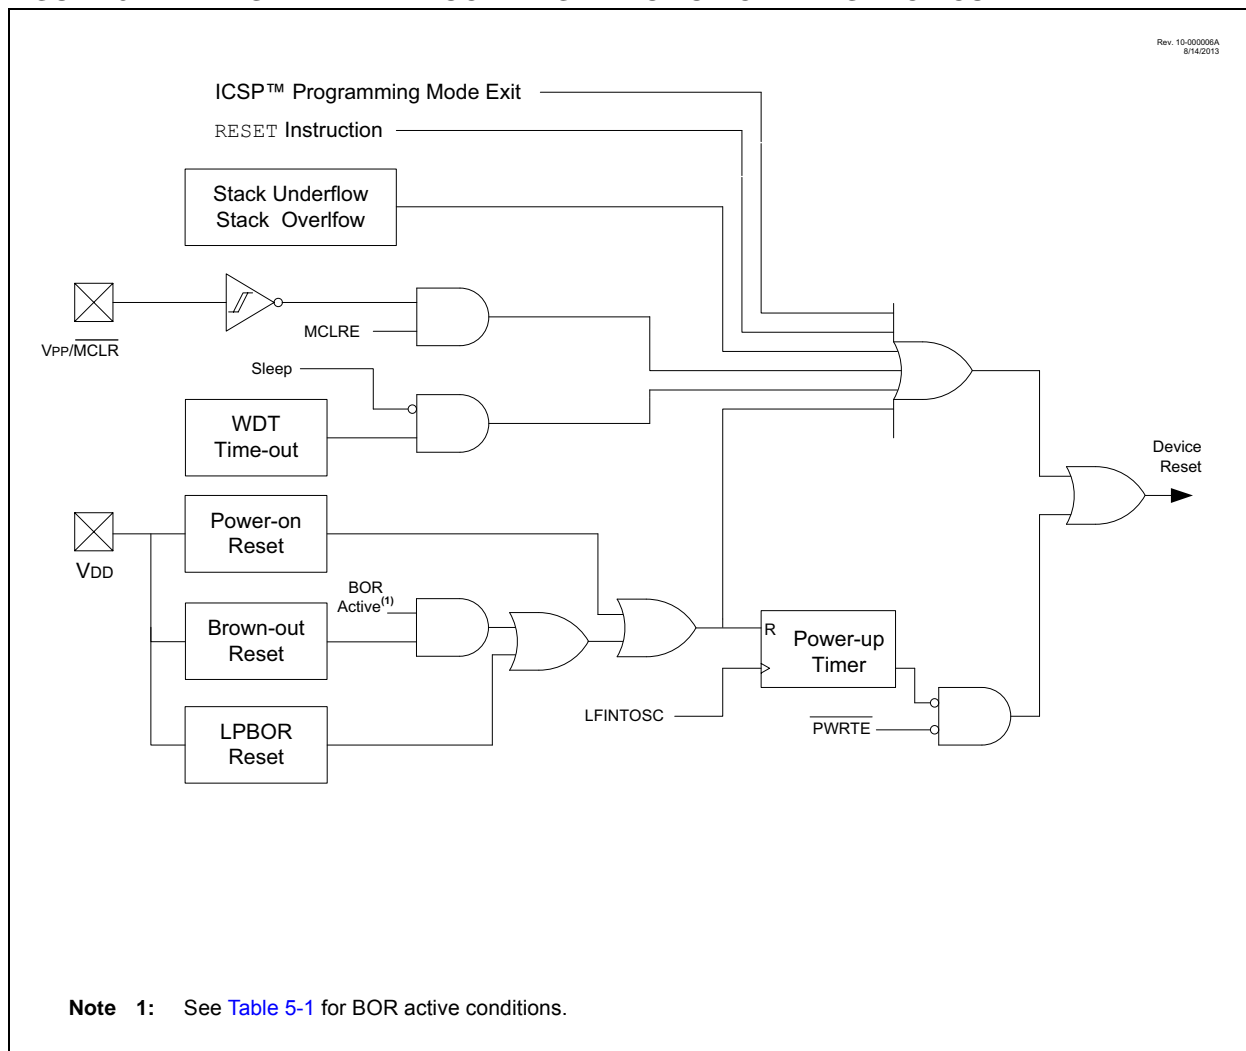 Rev. 10-000006A
8/14/2013
ICSP™ Programming Mode Exit
RESET Instruction
Stack Underflow
Stack Overlfow
VPP/MCLR
MCLRE
Sleep
WDT
Time-out
Device
Reset
VDD
Power-on
Reset
BOR
Active(1)
Brown-out
Reset
R
Power-up
Timer
LFINTOSC
PWRTE
LPBOR
Reset
Note 1: See Table 5-1 for BOR active conditions.